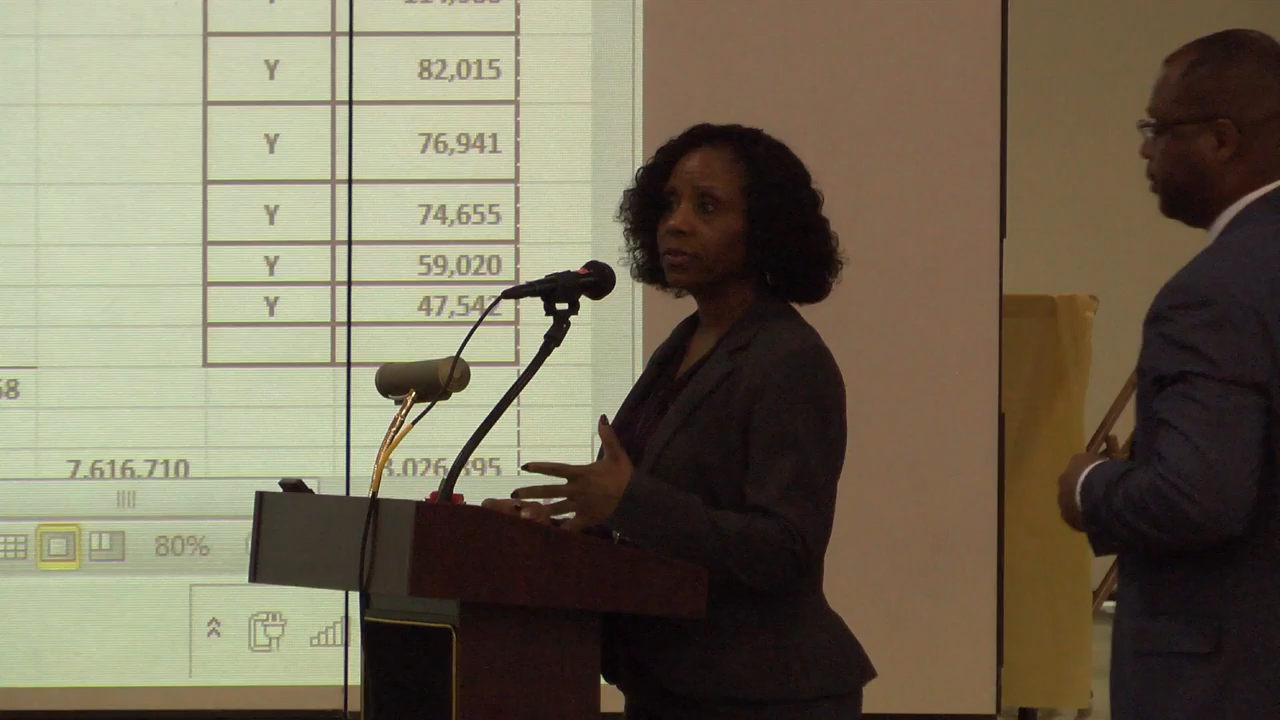 Y 82,015
Y 76,941
Y 74,655
Y 59,020
Y 47,542
7,616,710
80%